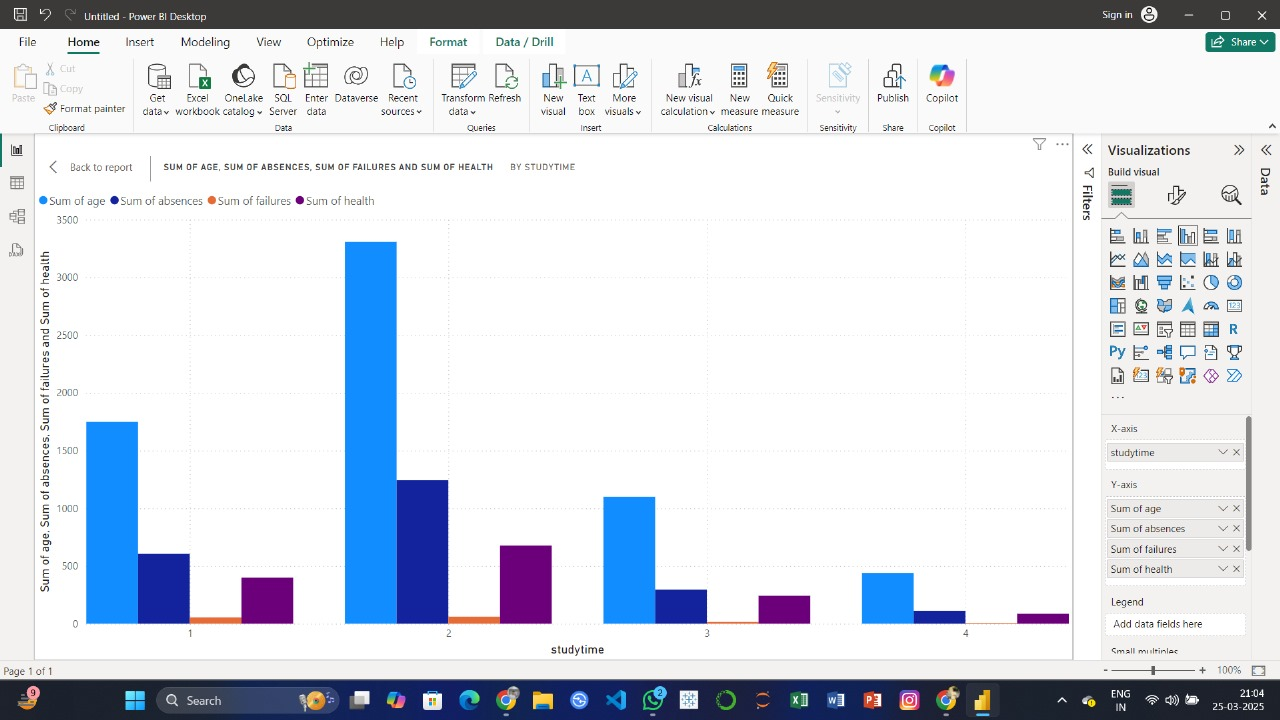 Untitled - Power BI Desktop
Sign in
File Home Insert Modeling View Optimize Help Format Data / Drill
Share
Paste
Cut
Copy
Format painter
Get data
Excel workbook
OneLake catalog
SQL Server
Enter data
Dataverse
Recent sources
Transform data
Refresh
New visual
Text box
More visuals
New visual calculation
New measure
Quick measure
Sensitivity
Publish
Copilot
Clipboard Data Queries Insert Calculations Sensitivity Share Copilot
Back to report
SUM OF AGE, SUM OF ABSENCES, SUM OF FAILURES AND SUM OF HEALTH BY STUDYTIME
Sum of age Sum of absences Sum of failures Sum of health
Sum of age, Sum of absences, Sum of failures and Sum of health
3500
3000
2500
2000
1500
1000
500
0
1 2 3 4
studytime
Filters
Visualizations
Build visual
123
R
Py
X-axis
studytime
Y-axis
Sum of age
Sum of absences
Sum of failures
Sum of health
Legend
Add data fields here
Small multiples
Data
Page 1 of 1
- + 100%
9
Search
2
ENG
IN
21:04
25-03-2025